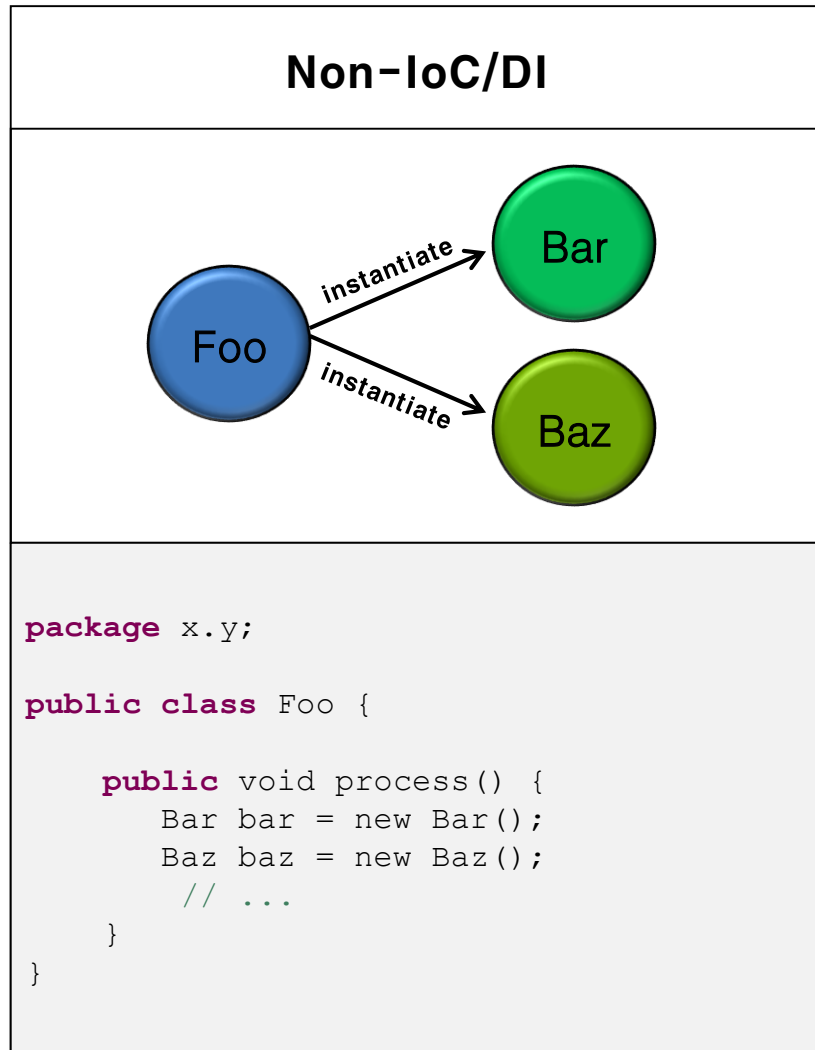 Non-IoC/DI
Bar
instantiate
Foo
instantiate
Baz
package x.y;
public class Foo {
    public void process() {
       Bar bar = new Bar();
       Baz baz = new Baz();
        // ...
    }
}